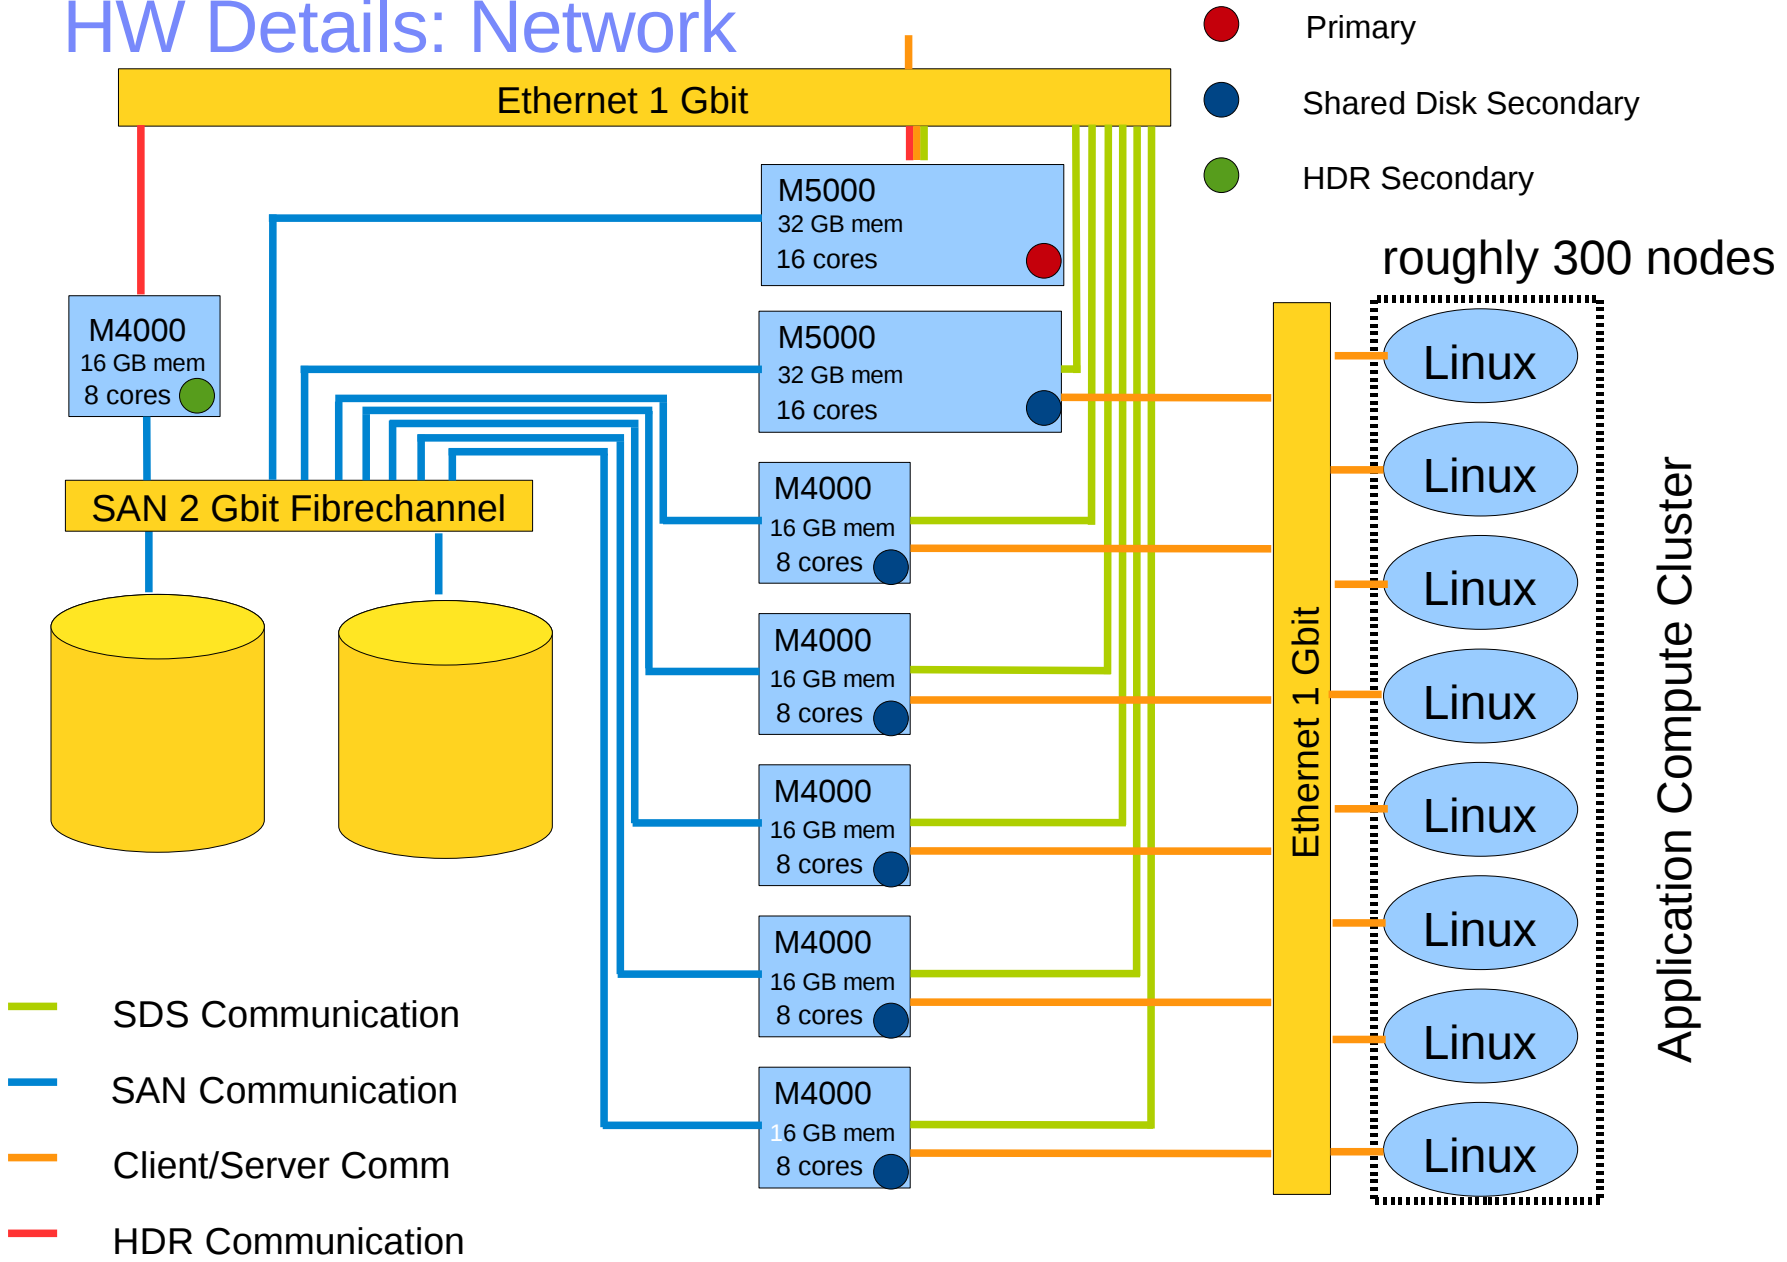 HW Details: Network
Primary
Shared Disk Secondary
HDR Secondary
Ethernet 1 Gbit
M5000
32 GB mem
16 cores
roughly 300 nodes
M4000
16 GB mem
8 cores
M5000
32 GB mem
16 cores
SAN 2 Gbit Fibrechannel
M4000
16 GB mem
8 cores
M4000
16 GB mem
8 cores
M4000
16 GB mem
8 cores
M4000
16 GB mem
8 cores
M4000
16 GB mem
8 cores
Ethernet 1 Gbit
Linux
Linux
Linux
Linux
Linux
Linux
Linux
Linux
Application Compute Cluster
SDS Communication
SAN Communication
Client/Server Comm
HDR Communication